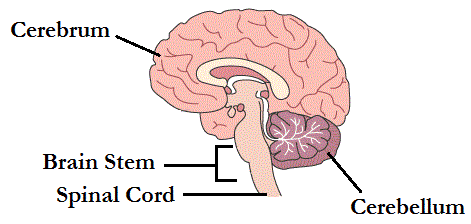 Cerebrum
Brain Stem
Spinal Cord
Cerebellum